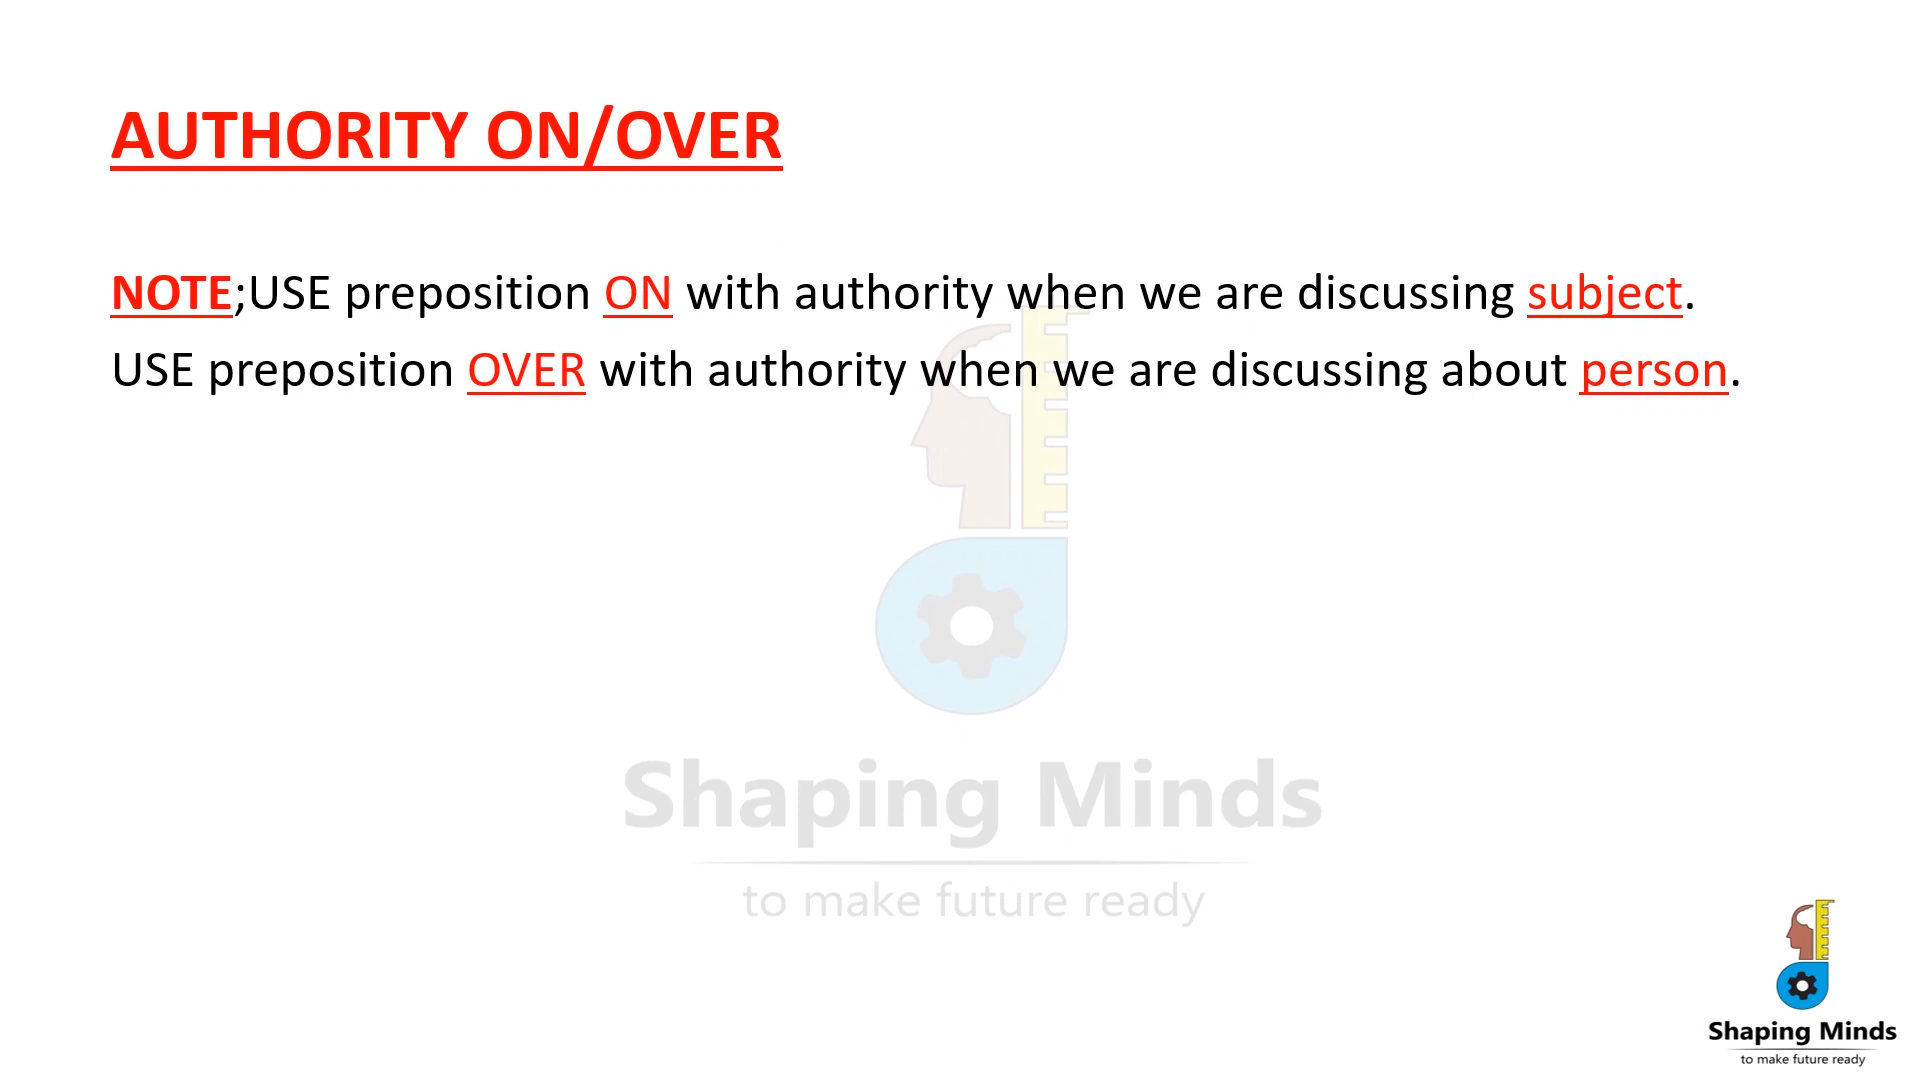 AUTHORITY ON/OVER
NOTE;USE preposition ON with authority when we are discussing subject.
USE preposition OVER with authority when we are discussing about person.
Shaping Minds
to make future ready
Shaping Minds
to make future ready